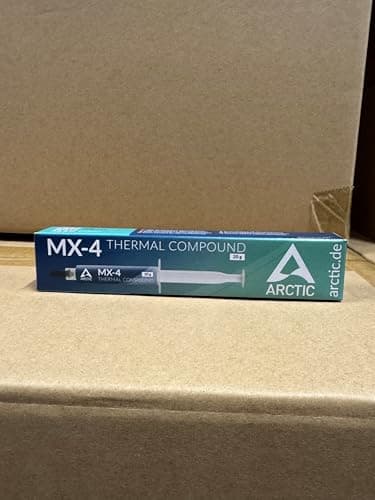 MX-4 THERMAL COMPOUND
20 g
MX-4
THERMAL COMPOUND
ARCTIC
arctic.de